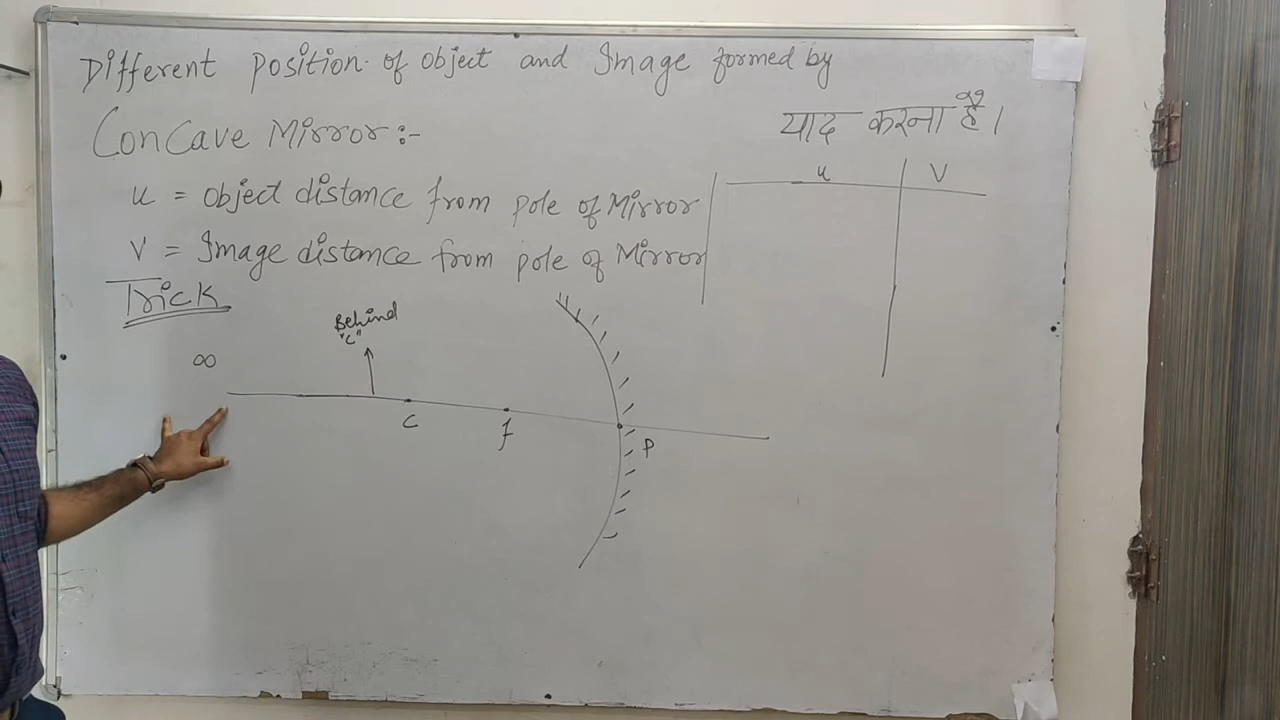 Different position of object and Image formed by
Concave Mirror:-
याद करना है।
u = Object distance from pole of Mirror
u V
V = Image distance from pole of Mirror
Trick
Behind
"C"
∞
C
f
P